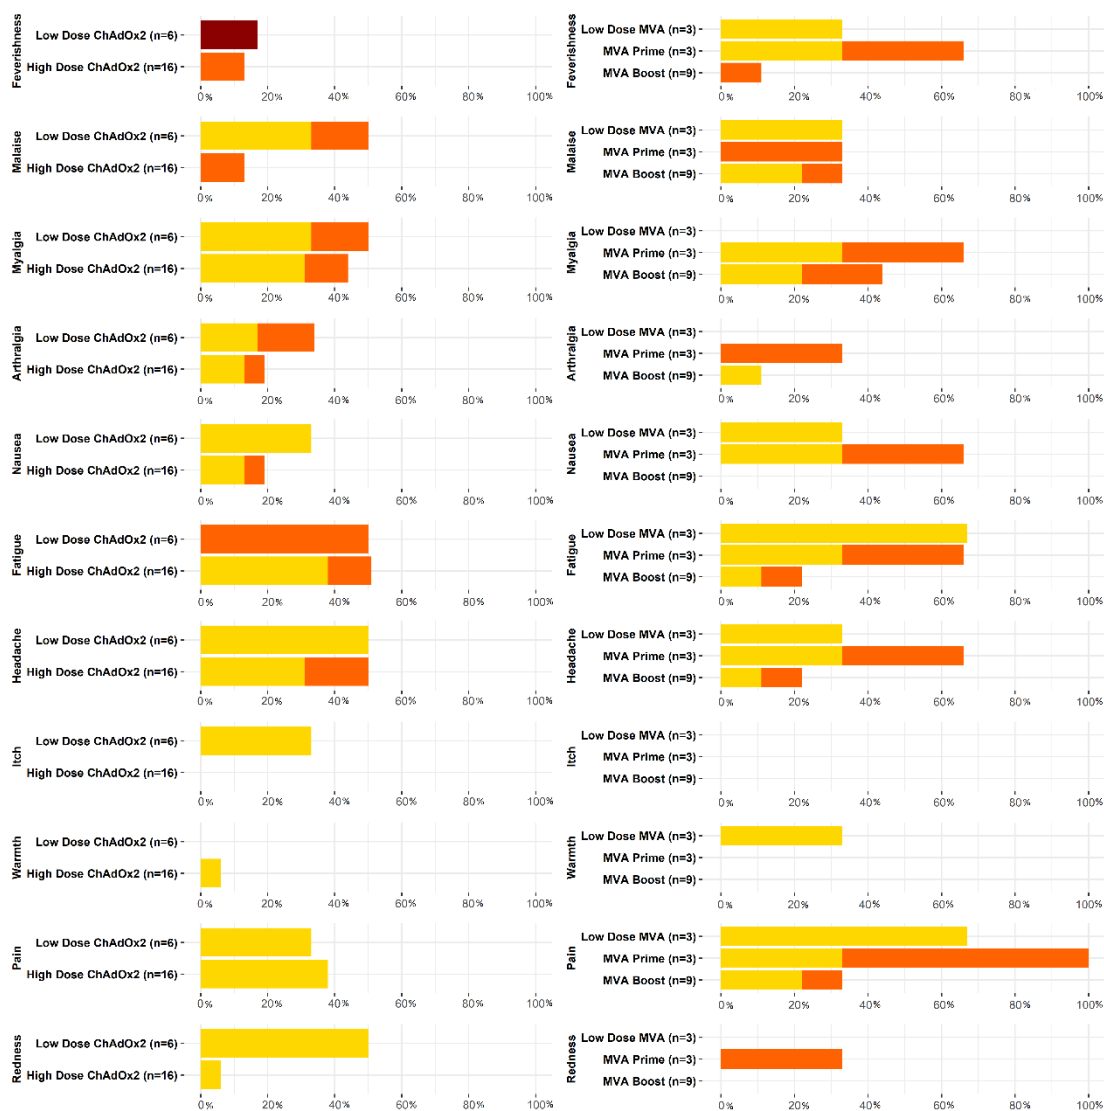 Feverishness
Low Dose ChAdOx2 (n=6)
High Dose ChAdOx2 (n=16)
0% 20% 40% 60% 80% 100%
Malaise
Low Dose ChAdOx2 (n=6)
High Dose ChAdOx2 (n=16)
0% 20% 40% 60% 80% 100%
Myalgia
Low Dose ChAdOx2 (n=6)
High Dose ChAdOx2 (n=16)
0% 20% 40% 60% 80% 100%
Arthralgia
Low Dose ChAdOx2 (n=6)
High Dose ChAdOx2 (n=16)
0% 20% 40% 60% 80% 100%
Nausea
Low Dose ChAdOx2 (n=6)
High Dose ChAdOx2 (n=16)
0% 20% 40% 60% 80% 100%
Fatigue
Low Dose ChAdOx2 (n=6)
High Dose ChAdOx2 (n=16)
0% 20% 40% 60% 80% 100%
Headache
Low Dose ChAdOx2 (n=6)
High Dose ChAdOx2 (n=16)
0% 20% 40% 60% 80% 100%
Itch
Low Dose ChAdOx2 (n=6)
High Dose ChAdOx2 (n=16)
0% 20% 40% 60% 80% 100%
Warmth
Low Dose ChAdOx2 (n=6)
High Dose ChAdOx2 (n=16)
0% 20% 40% 60% 80% 100%
Pain
Low Dose ChAdOx2 (n=6)
High Dose ChAdOx2 (n=16)
0% 20% 40% 60% 80% 100%
Redness
Low Dose ChAdOx2 (n=6)
High Dose ChAdOx2 (n=16)
0% 20% 40% 60% 80% 100%
Feverishness
Low Dose MVA (n=3)
MVA Prime (n=3)
MVA Boost (n=9)
0% 20% 40% 60% 80% 100%
Malaise
Low Dose MVA (n=3)
MVA Prime (n=3)
MVA Boost (n=9)
0% 20% 40% 60% 80% 100%
Myalgia
Low Dose MVA (n=3)
MVA Prime (n=3)
MVA Boost (n=9)
0% 20% 40% 60% 80% 100%
Arthralgia
Low Dose MVA (n=3)
MVA Prime (n=3)
MVA Boost (n=9)
0% 20% 40% 60% 80% 100%
Nausea
Low Dose MVA (n=3)
MVA Prime (n=3)
MVA Boost (n=9)
0% 20% 40% 60% 80% 100%
Fatigue
Low Dose MVA (n=3)
MVA Prime (n=3)
MVA Boost (n=9)
0% 20% 40% 60% 80% 100%
Headache
Low Dose MVA (n=3)
MVA Prime (n=3)
MVA Boost (n=9)
0% 20% 40% 60% 80% 100%
Itch
Low Dose MVA (n=3)
MVA Prime (n=3)
MVA Boost (n=9)
0% 20% 40% 60% 80% 100%
Warmth
Low Dose MVA (n=3)
MVA Prime (n=3)
MVA Boost (n=9)
0% 20% 40% 60% 80% 100%
Pain
Low Dose MVA (n=3)
MVA Prime (n=3)
MVA Boost (n=9)
0% 20% 40% 60% 80% 100%
Redness
Low Dose MVA (n=3)
MVA Prime (n=3)
MVA Boost (n=9)
0% 20% 40% 60% 80% 100%